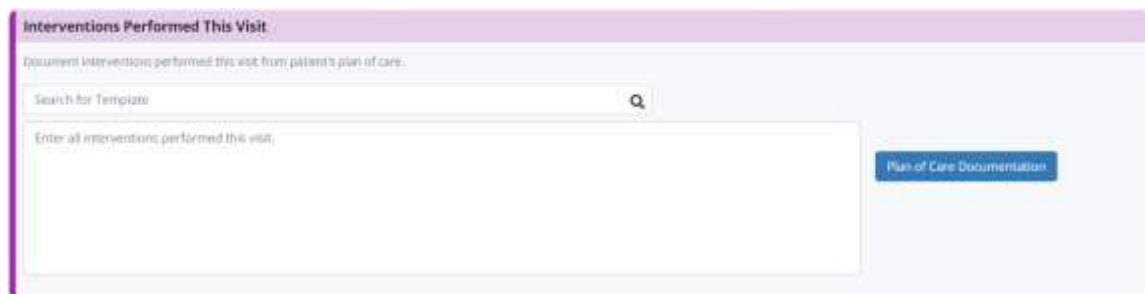 Interventions Performed This Visit
Document interventions performed this visit from patient's plan of care.
Search for Template
Enter all interventions performed this visit.
Plan of Care Documentation